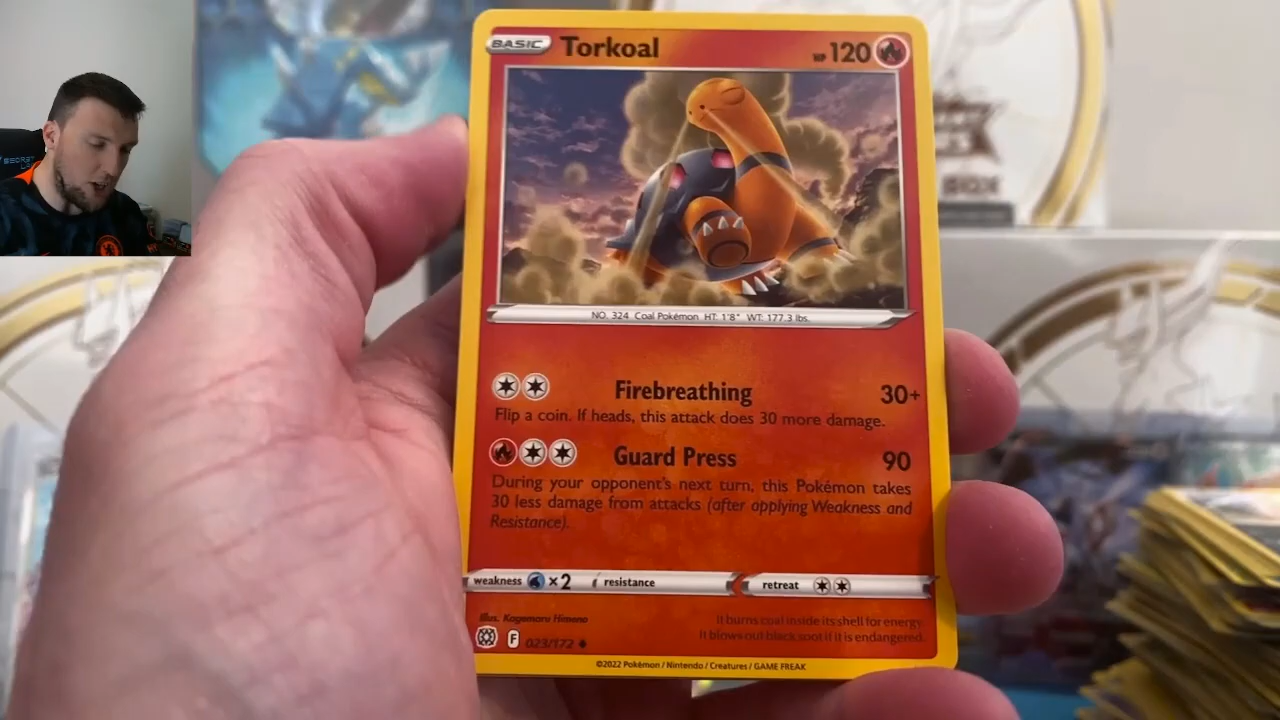 BASIC Torkoal HP 120
NO. 324 Coal Pokémon HT: 1'8" WT: 177.3 lbs.
Firebreathing 30+
Flip a coin. If heads, this attack does 30 more damage.
Guard Press 90
During your opponent's next turn, this Pokémon takes
30 less damage from attacks (after applying Weakness and
Resistance).
weakness ×2 resistance retreat
Illus. Kagemaru Himeno
F 023/172
It burns coal inside its shell for energy.
It blows out black soot if it is endangered.
©2022 Pokémon / Nintendo / Creatures / GAME FREAK
BOX